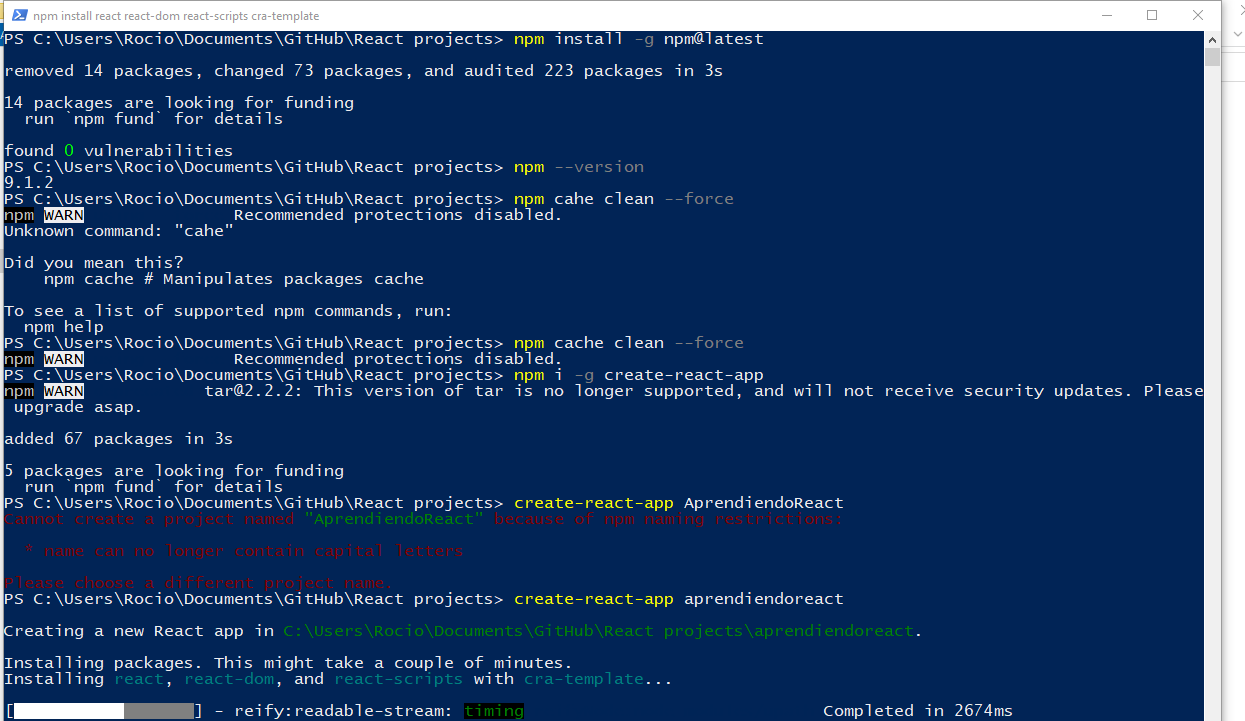 npm install react react-dom react-scripts cra-template
PS C:\Users\Rocio\Documents\GitHub\React projects> npm install -g npm@latest
removed 14 packages, changed 73 packages, and audited 223 packages in 3s
14 packages are looking for funding
run `npm fund` for details
found 0 vulnerabilities
PS C:\Users\Rocio\Documents\GitHub\React projects> npm --version
9.1.2
PS C:\Users\Rocio\Documents\GitHub\React projects> npm cahe clean --force
npm WARN Recommended protections disabled.
Unknown command: "cahe"
Did you mean this?
npm cache # Manipulates packages cache
To see a list of supported npm commands, run:
npm help
PS C:\Users\Rocio\Documents\GitHub\React projects> npm cache clean --force
npm WARN Recommended protections disabled.
PS C:\Users\Rocio\Documents\GitHub\React projects> npm i -g create-react-app
npm WARN tar@2.2.2: This version of tar is no longer supported, and will not receive security updates. Please
upgrade asap.
added 67 packages in 3s
5 packages are looking for funding
run `npm fund` for details
PS C:\Users\Rocio\Documents\GitHub\React projects> create-react-app AprendiendoReact
Cannot create a project named "AprendiendoReact" because of npm naming restrictions:
* name can no longer contain capital letters
Please choose a different project name.
PS C:\Users\Rocio\Documents\GitHub\React projects> create-react-app aprendiendoreact
Creating a new React app in C:\Users\Rocio\Documents\GitHub\React projects\aprendiendoreact.
Installing packages. This might take a couple of minutes.
Installing react, react-dom, and react-scripts with cra-template...
[ ] - reify:readable-stream: timing Completed in 2674ms